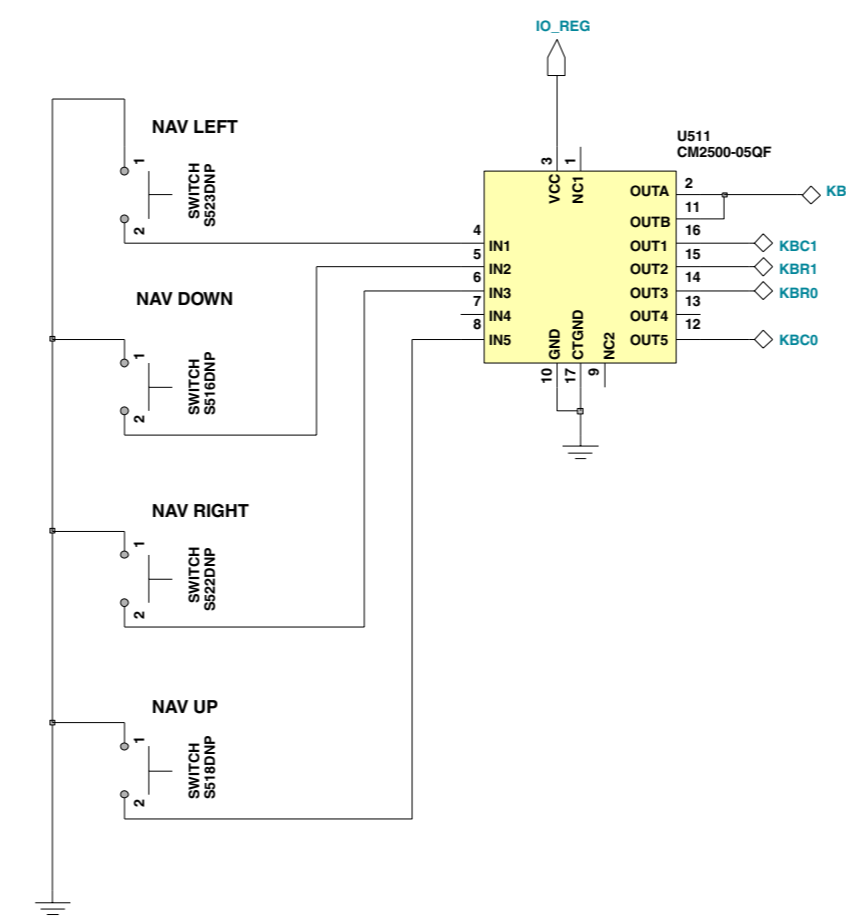 IO_REG
NAV LEFT
1
SWITCH
S523DNP
2
U511
CM2500-05QF
3
1
VCC
NC1
OUTA
2
KB
OUTB
11
4
IN1
OUT1
16
KBC1
5
IN2
OUT2
15
KBR1
6
IN3
OUT3
14
KBR0
7
IN4
OUT4
13
8
IN5
OUT5
12
KBC0
GND
CTGND
NC2
10
17
9
NAV DOWN
1
SWITCH
S516DNP
2
NAV RIGHT
1
SWITCH
S522DNP
2
NAV UP
1
SWITCH
S518DNP
2